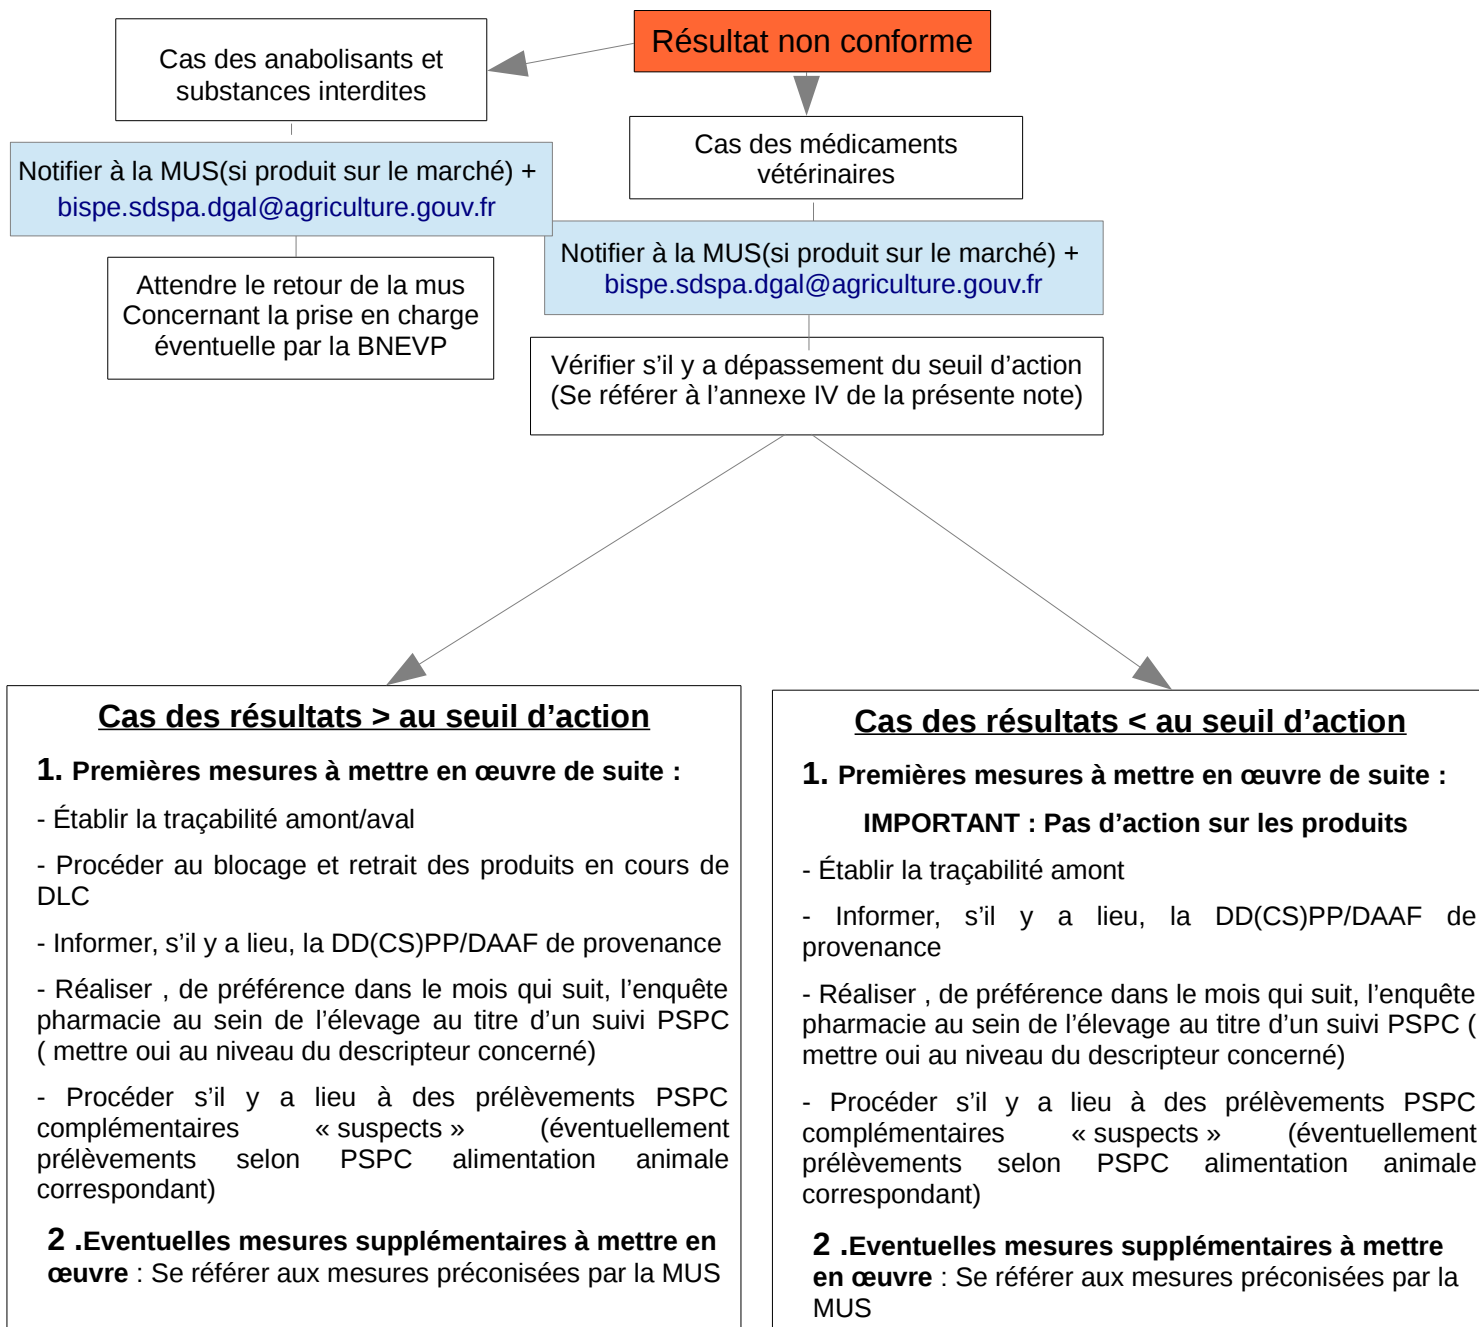 Résultat non conforme
Cas des anabolisants et
substances interdites
Notifier à la MUS(si produit sur le marché) +
bispe.sdspa.dgal@agriculture.gouv.fr
Attendre le retour de la mus
Concernant la prise en charge
éventuelle par la BNEVP
Cas des médicaments
vétérinaires
Notifier à la MUS(si produit sur le marché) +
bispe.sdspa.dgal@agriculture.gouv.fr
Vérifier s’il y a dépassement du seuil d’action
(Se référer à l’annexe IV de la présente note)
Cas des résultats > au seuil d’action
1. Premières mesures à mettre en œuvre de suite :
- Établir la traçabilité amont/aval
- Procéder au blocage et retrait des produits en cours de
DLC
- Informer, s’il y a lieu, la DD(CS)PP/DAAF de provenance
- Réaliser , de préférence dans le mois qui suit, l’enquête
pharmacie au sein de l’élevage au titre d’un suivi PSPC
( mettre oui au niveau du descripteur concerné)
- Procéder s’il y a lieu à des prélèvements PSPC
complémentaires « suspects » (éventuellement
prélèvements selon PSPC alimentation animale
correspondant)
2 .Eventuelles mesures supplémentaires à mettre en
œuvre : Se référer aux mesures préconisées par la MUS
Cas des résultats < au seuil d’action
1. Premières mesures à mettre en œuvre de suite :
IMPORTANT : Pas d’action sur les produits
- Établir la traçabilité amont
- Informer, s’il y a lieu, la DD(CS)PP/DAAF de
provenance
- Réaliser , de préférence dans le mois qui suit, l’enquête
pharmacie au sein de l’élevage au titre d’un suivi PSPC (
mettre oui au niveau du descripteur concerné)
- Procéder s’il y a lieu à des prélèvements PSPC
complémentaires « suspects » (éventuellement
prélèvements selon PSPC alimentation animale
correspondant)
2 .Eventuelles mesures supplémentaires à mettre
en œuvre : Se référer aux mesures préconisées par la
MUS